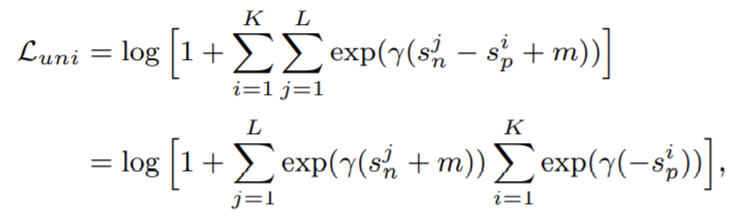 $\mathcal{L}_{uni} = \log \left[ 1 + \sum_{i=1}^{K} \sum_{j=1}^{L} \exp(\gamma(s_n^j - s_p^i + m)) \right]$
$= \log \left[ 1 + \sum_{j=1}^{L} \exp(\gamma(s_n^j + m)) \sum_{i=1}^{K} \exp(\gamma(-s_p^i)) \right],$